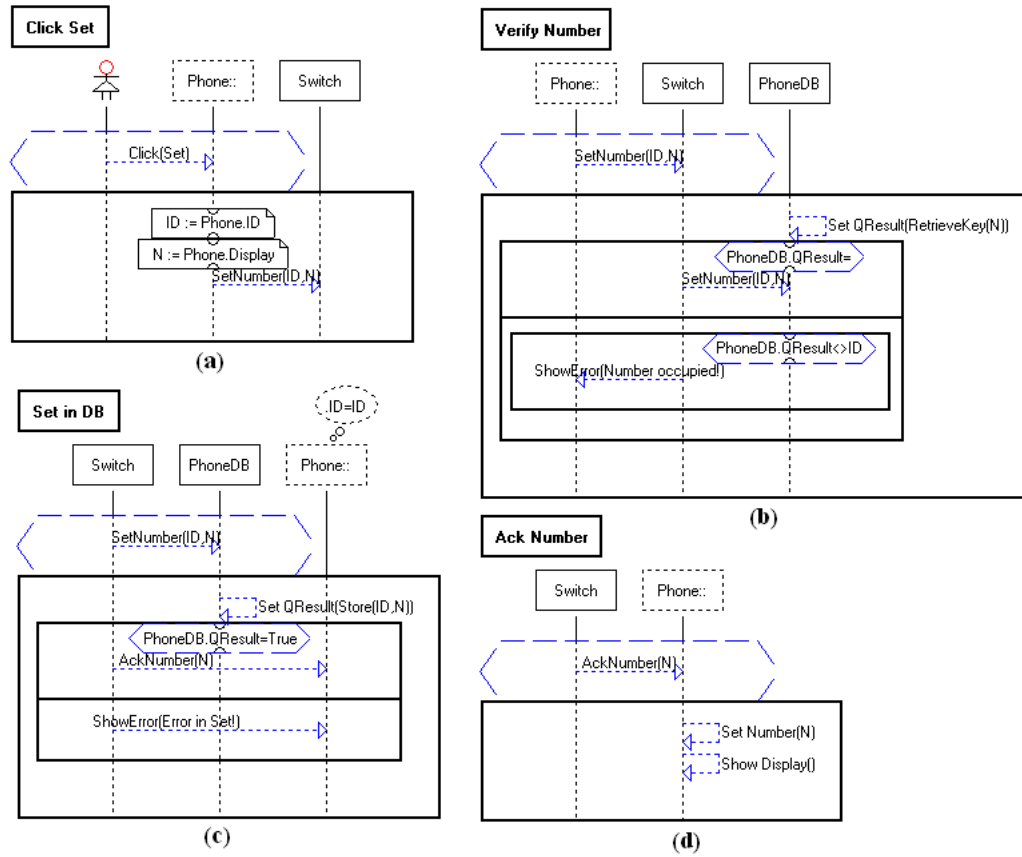 Click Set
Phone::
Switch
Click(Set)
ID := Phone.ID
N := Phone.Display
SetNumber(ID,N)
(a)
Verify Number
Phone::
Switch
PhoneDB
SetNumber(ID,N)
Set QResult(RetrieveKey(N))
PhoneDB.QResult=
SetNumber(ID,N)
PhoneDB.QResult<>ID
ShowError(Number occupied!)
(b)
Set in DB
.ID=ID
Switch
PhoneDB
Phone::
SetNumber(ID,N)
Set QResult(Store(ID,N))
PhoneDB.QResult=True
AckNumber(N)
ShowError(Error in Set!)
(c)
Ack Number
Switch
Phone::
AckNumber(N)
Set Number(N)
Show Display()
(d)